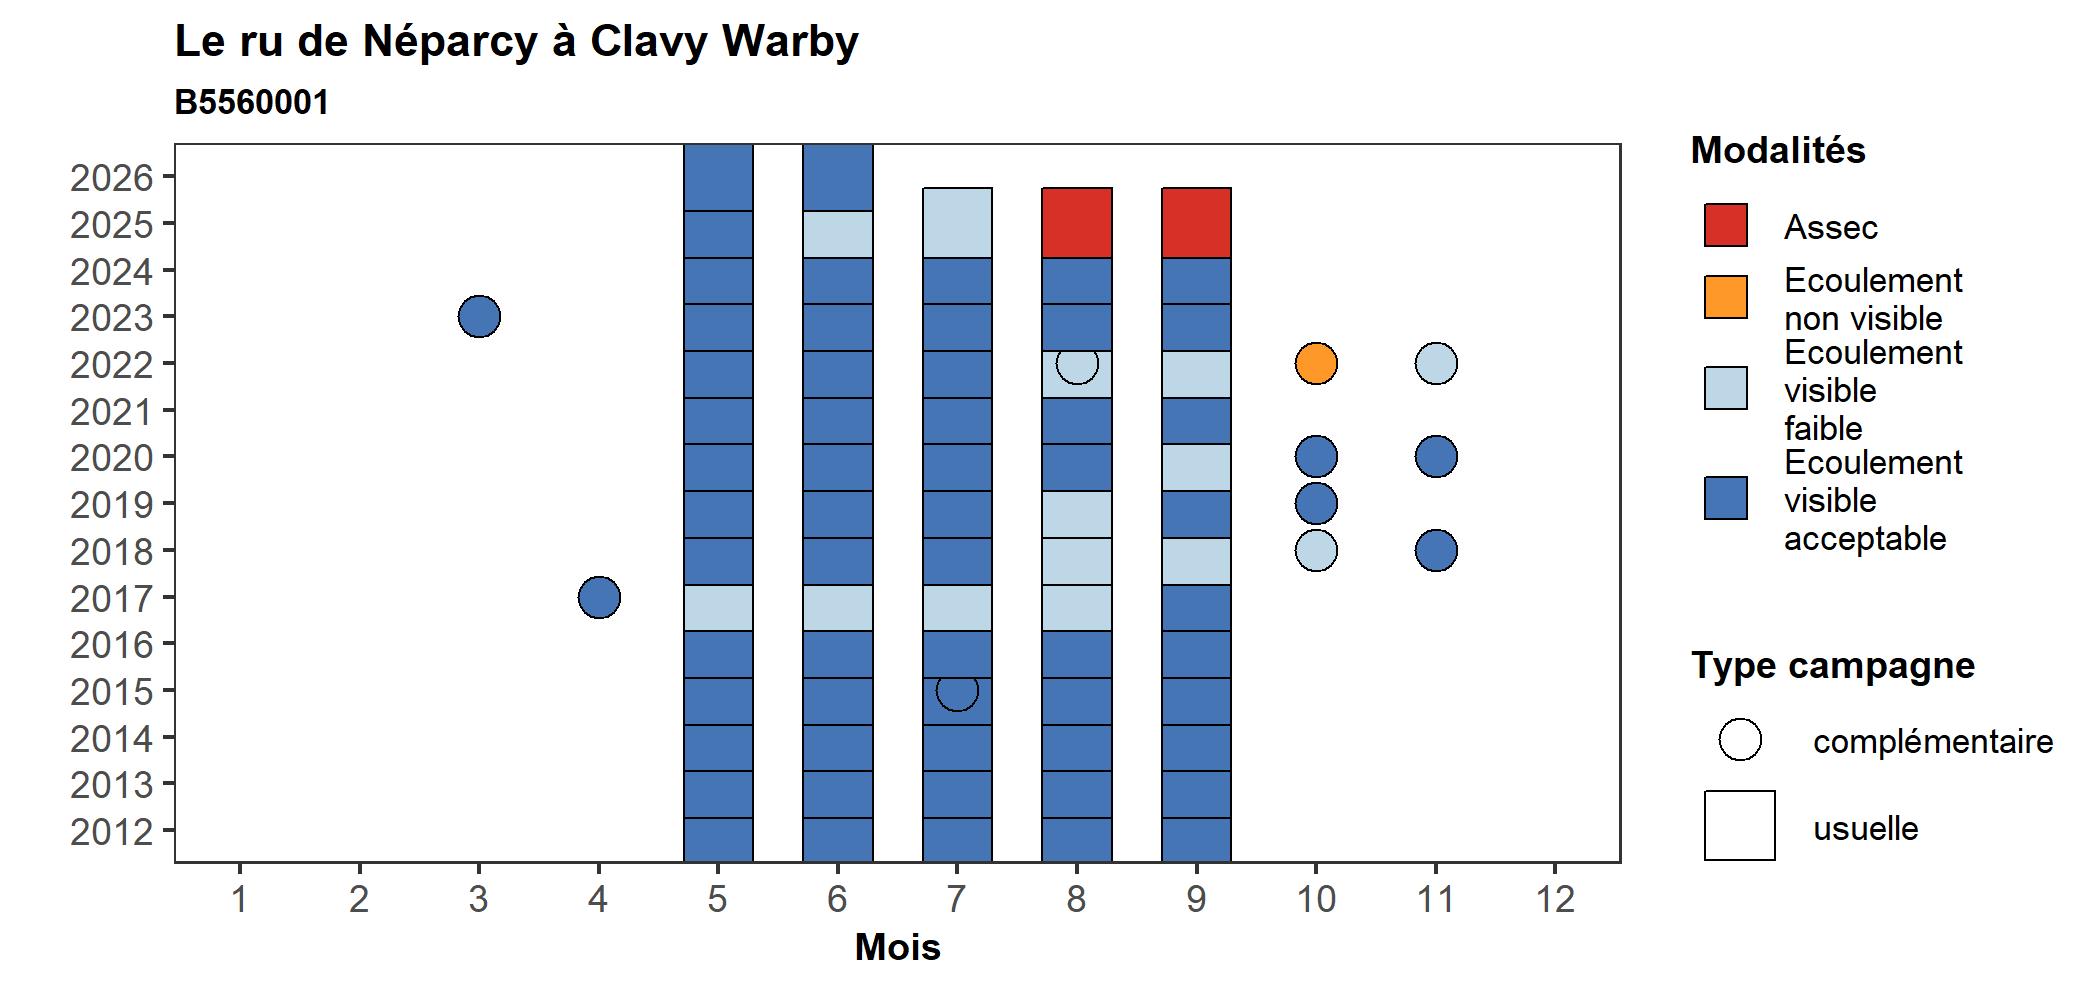 Le ru de Néparcy à Clavy Warby
B5560001
2026
2025
2024
2023
2022
2021
2020
2019
2018
2017
2016
2015
2014
2013
2012
1 2 3 4 5 6 7 8 9 10 11 12
Mois
Modalités
Assec
Ecoulement
non visible
Ecoulement
visible
faible
Ecoulement
visible
acceptable
Type campagne
complémentaire
usuelle